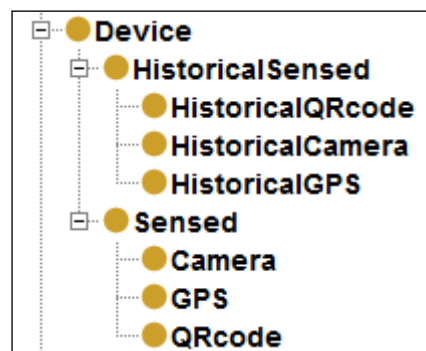 Device
HistoricalSensed
HistoricalQRcode
HistoricalCamera
HistoricalGPS
Sensed
Camera
GPS
QRcode